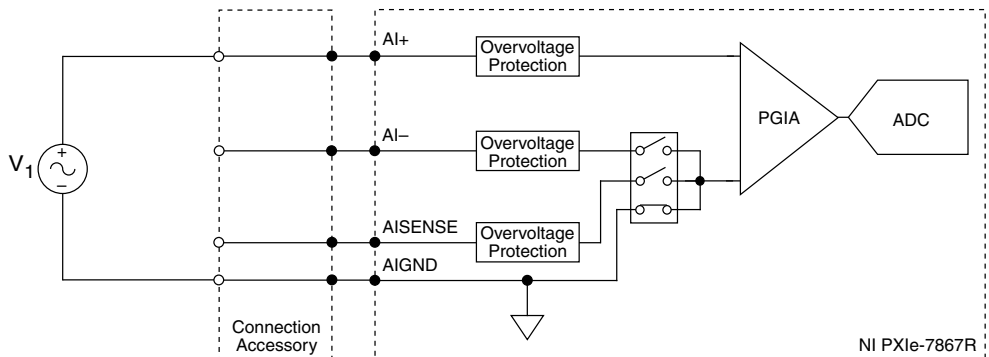 AI+
Overvoltage
Protection
AI–
Overvoltage
Protection
PGIA
ADC
V1
+
–
AISENSE
Overvoltage
Protection
AIGND
Connection
Accessory
NI PXIe-7867R